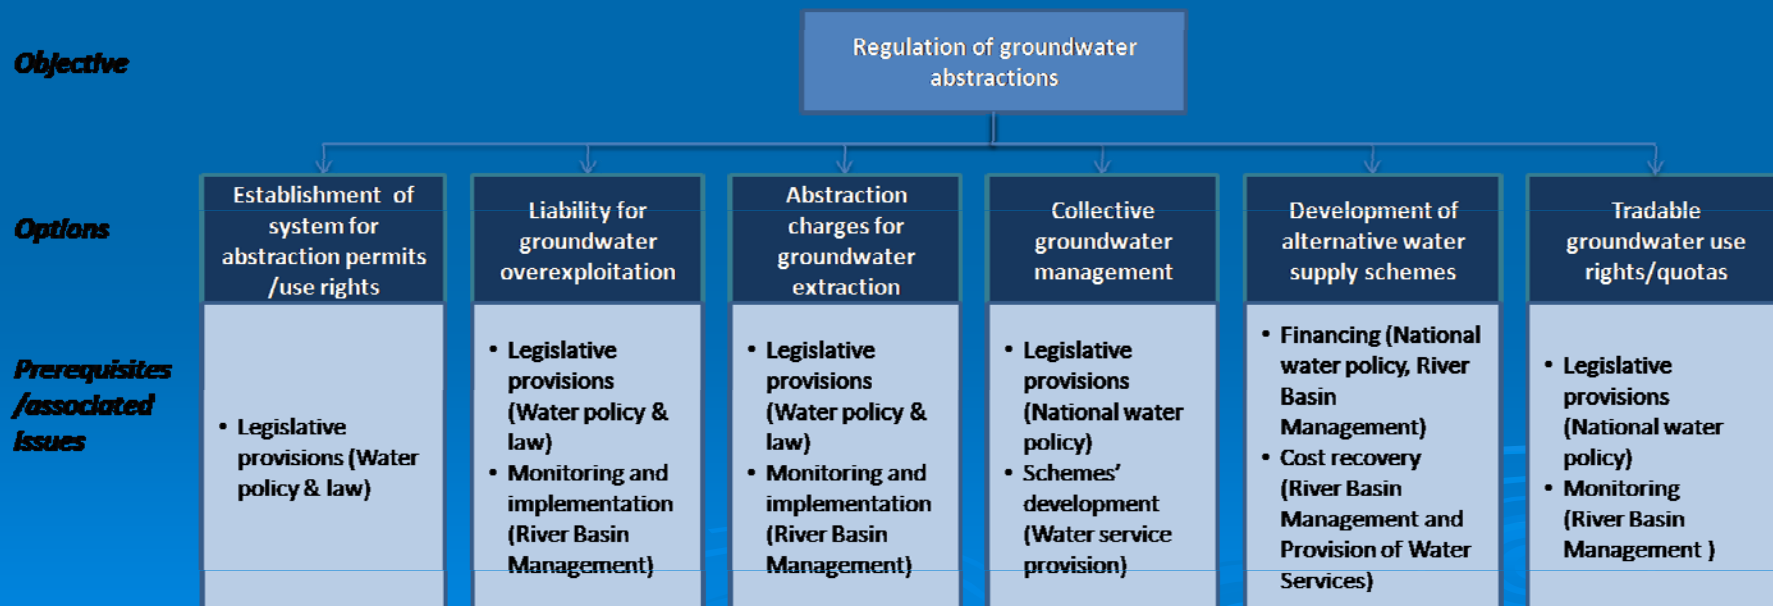 Objective
Regulation of groundwater
abstractions
Options
Establishment of
system for
abstraction permits
/use rights
Liability for
groundwater
overexploitation
Abstraction
charges for
groundwater
extraction
Collective
groundwater
management
Development of
alternative water
supply schemes
Tradable
groundwater use
rights/quotas
Prerequisites
/associated
issues
• Legislative
provisions (Water
policy & law)
• Legislative
provisions
(Water policy &
law)
• Monitoring and
implementation
(River Basin
Management)
• Legislative
provisions
(Water policy &
law)
• Monitoring and
implementation
(River Basin
Management)
• Legislative
provisions
(National water
policy)
• Schemes'
development
(Water service
provision)
• Financing (National
water policy, River
Basin
Management)
• Cost recovery
(River Basin
Management and
Provision of Water
Services)
• Legislative
provisions
(National water
policy)
• Monitoring
(River Basin
Management )